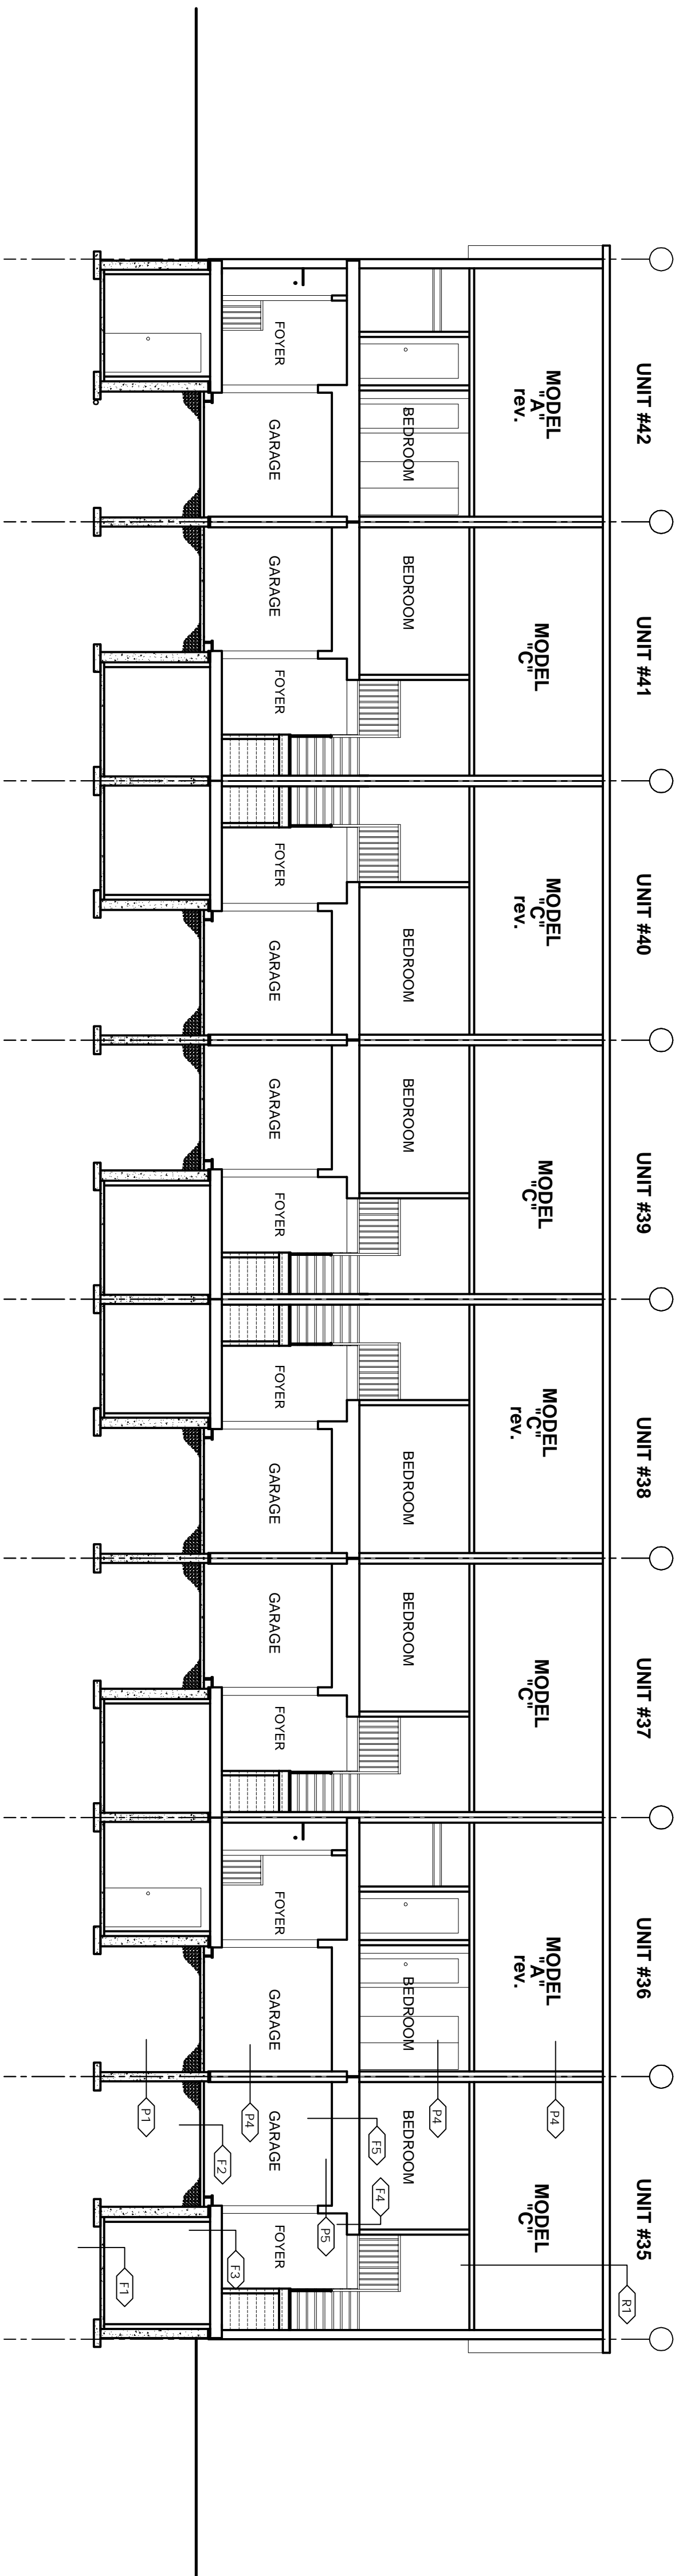 UNIT #42
UNIT #41
UNIT #40
UNIT #39
UNIT #38
UNIT #37
UNIT #36
UNIT #35
R1
MODEL
"A"
rev.
MODEL
"C"
MODEL
"C"
rev.
MODEL
"C"
MODEL
"C"
rev.
MODEL
"C"
MODEL
"A"
rev.
MODEL
"C"
P4
BEDROOM
BEDROOM
BEDROOM
BEDROOM
BEDROOM
BEDROOM
BEDROOM
BEDROOM
P4
F5
F4
P5
FOYER
GARAGE
GARAGE
FOYER
FOYER
GARAGE
GARAGE
FOYER
FOYER
GARAGE
GARAGE
FOYER
FOYER
GARAGE
GARAGE
FOYER
P4
F2
F3
P1
F1